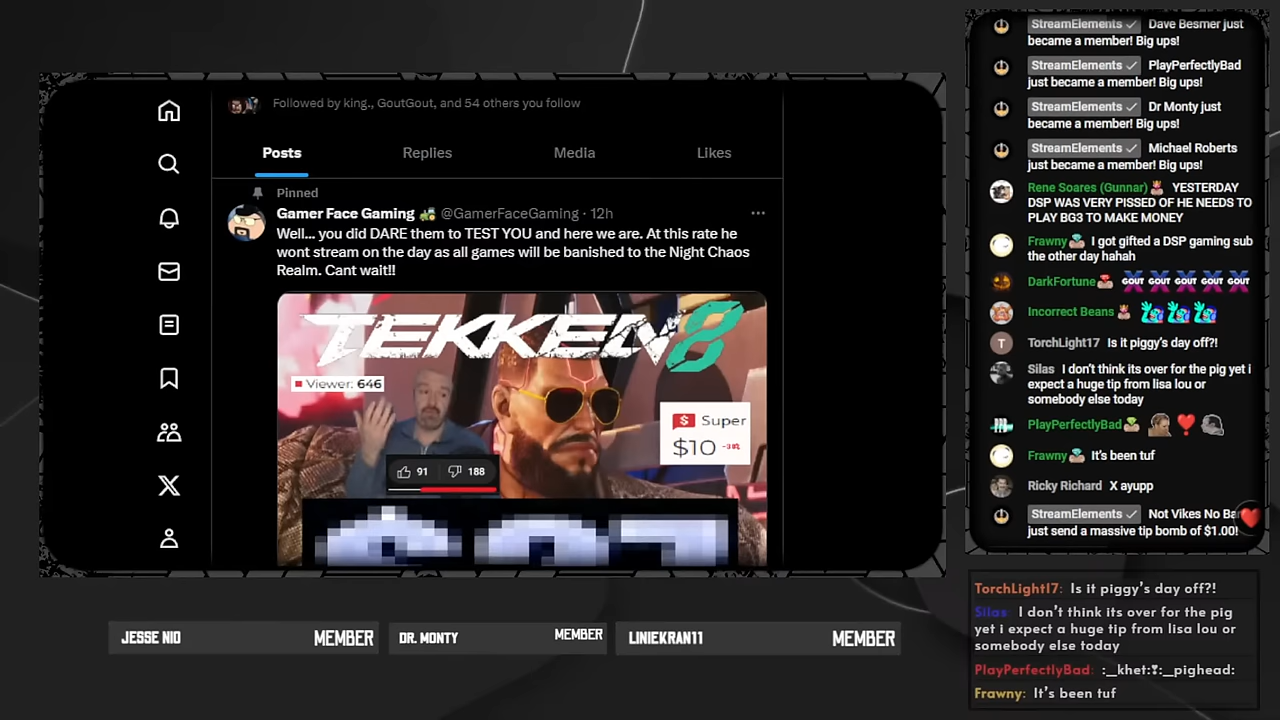 Followed by king., GoutGout, and 54 others you follow
Posts
Replies
Media
Likes
Pinned
Gamer Face Gaming @GamerFaceGaming · 12h
Well... you did DARE them to TEST YOU and here we are. At this rate he
wont stream on the day as all games will be banished to the Night Chaos
Realm. Cant wait!!
TEKKEN 8
Viewer: 646
Super
$10
91
188
JESSE NIO
MEMBER
DR. MONTY
MEMBER
LINIEKRAN11
MEMBER
StreamElements Dave Besmer just
became a member! Big ups!
StreamElements PlayPerfectlyBad
just became a member! Big ups!
StreamElements Dr Monty just
became a member! Big ups!
StreamElements Michael Roberts
just became a member! Big ups!
Rene Soares (Gunnar) YESTERDAY
DSP WAS VERY PISSED OF HE NEEDS TO
PLAY BG3 TO MAKE MONEY
Frawny I got gifted a DSP gaming sub
the other day hahah
DarkFortune GOUT GOUT GOUT GOUT
Incorrect Beans
T
TorchLight17 Is it piggy's day off?!
Silas I don't think its over for the pig yet i
expect a huge tip from lisa lou or
somebody else today
PlayPerfectlyBad
Frawny It's been tuf
Ricky Richard X ayupp
StreamElements Not Vikes No
just send a massive tip bomb of $1.00!
TorchLight17: Is it piggy's day off?!
Silas: I don't think its over for the pig
yet i expect a huge tip from lisa lou or
somebody else today
PlayPerfectlyBad: :_khet:❣:_pighead:
Frawny: It's been tuf